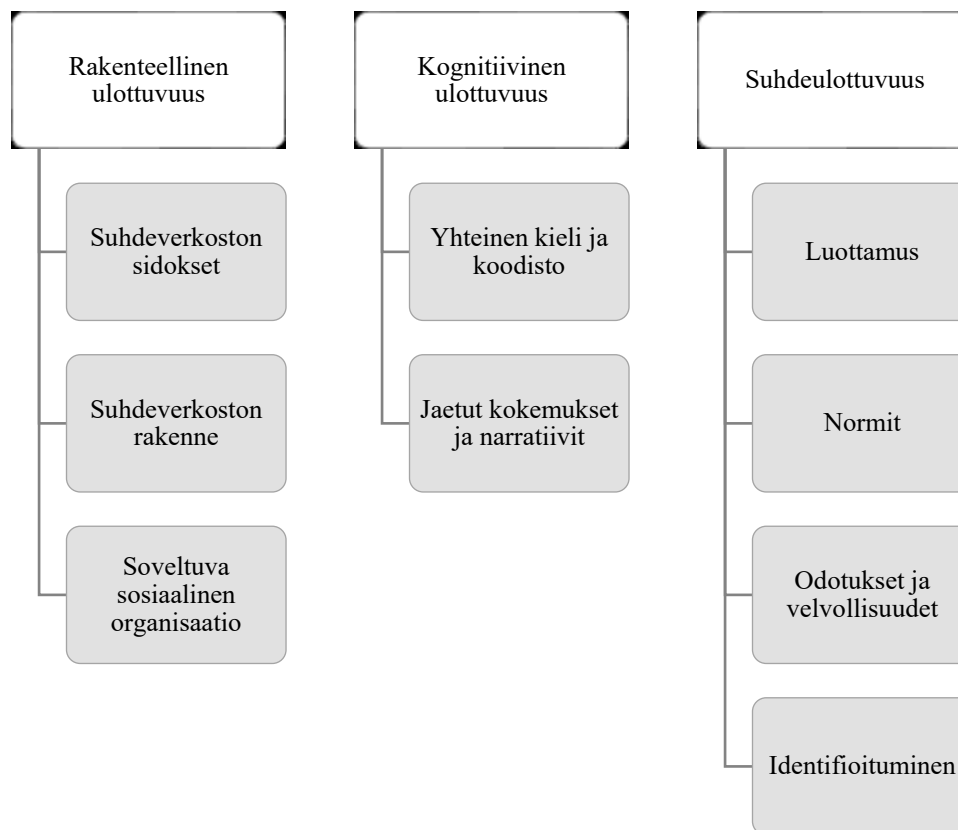 Rakenteellinen
ulottuvuus
Suhdeverkoston
sidokset
Suhdeverkoston
rakenne
Soveltuva
sosiaalinen
organisaatio
Kognitiivinen
ulottuvuus
Yhteinen kieli ja
koodisto
Jaetut kokemukset
ja narratiivit
Suhdeulottuvuus
Luottamus
Normit
Odotukset ja
velvollisuudet
Identifioituminen